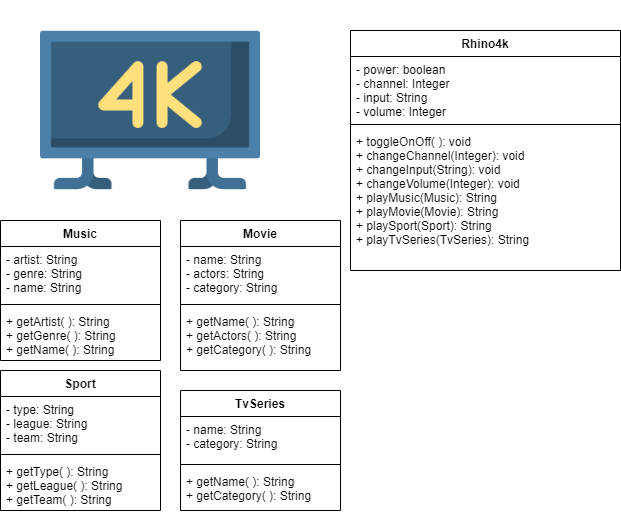 4K
Rhino4k
- power: boolean
- channel: Integer
- input: String
- volume: Integer
+ toggleOnOff( ): void
+ changeChannel(Integer): void
+ changeInput(String): void
+ changeVolume(Integer): void
+ playMusic(Music): String
+ playMovie(Movie): String
+ playSport(Sport): String
+ playTvSeries(TvSeries): String
Music
- artist: String
- genre: String
- name: String
+ getArtist( ): String
+ getGenre( ): String
+ getName( ): String
Movie
- name: String
- actors: String
- category: String
+ getName( ): String
+ getActors( ): String
+ getCategory( ): String
Sport
- type: String
- league: String
- team: String
+ getType( ): String
+ getLeague( ): String
+ getTeam( ): String
TvSeries
- name: String
- category: String
+ getName( ): String
+ getCategory( ): String